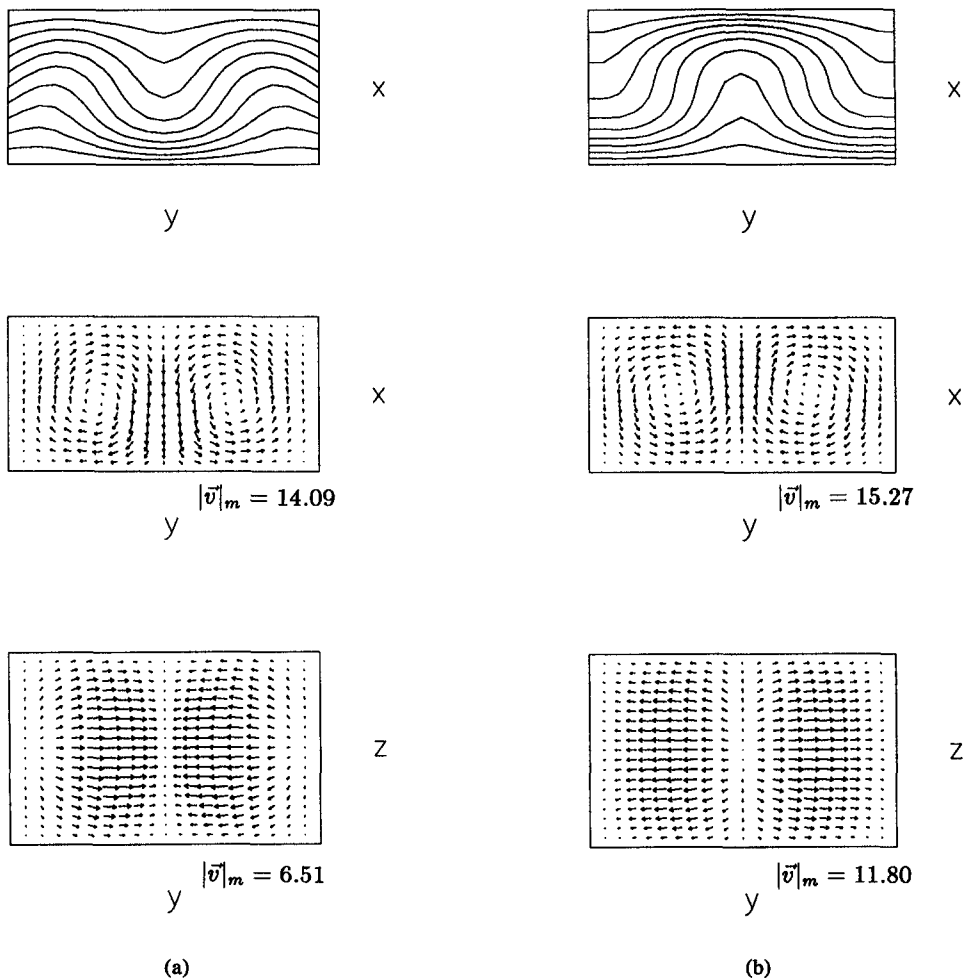 x
x
y
y
x
x
|v⃗|ₘ = 14.09
|v⃗|ₘ = 15.27
y
y
z
z
|v⃗|ₘ = 6.51
|v⃗|ₘ = 11.80
y
y
(a)
(b)